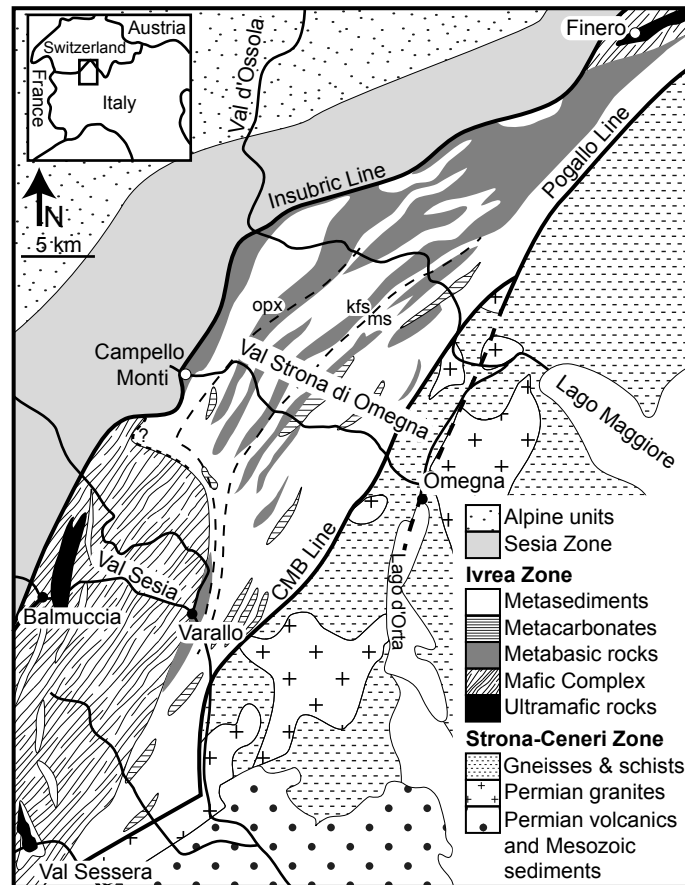 Austria
Switzerland
France
Italy
N
5 km
Val d'Ossola
Finero
Insubric Line
Pogallo Line
opx
kfs
ms
Campello
Monti
Val Strona di Omegna
Lago Maggiore
Omegna
?
CMB Line
Lago d'Orta
Val Sesia
Balmuccia
Varallo
Val Sessera
Alpine units
Sesia Zone
Ivrea Zone
Metasediments
Metacarbonates
Metabasic rocks
Mafic Complex
Ultramafic rocks
Strona-Ceneri Zone
Gneisses & schists
Permian granites
Permian volcanics
and Mesozoic
sediments